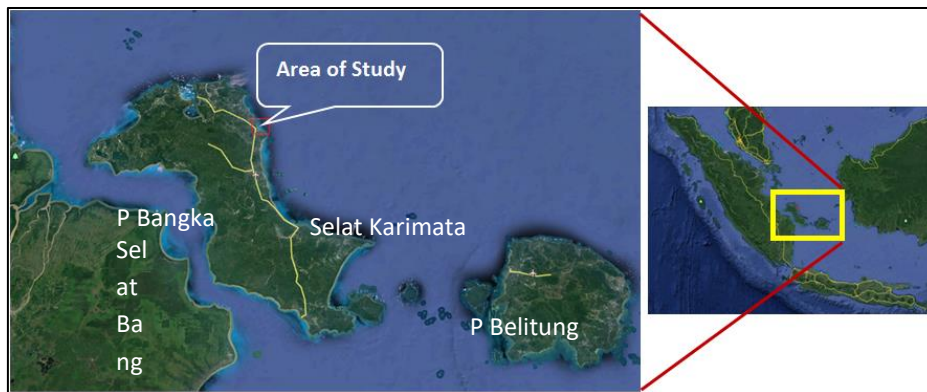 Area of Study
P Bangka
Sel
at
Ba
ng
Selat Karimata
P Belitung